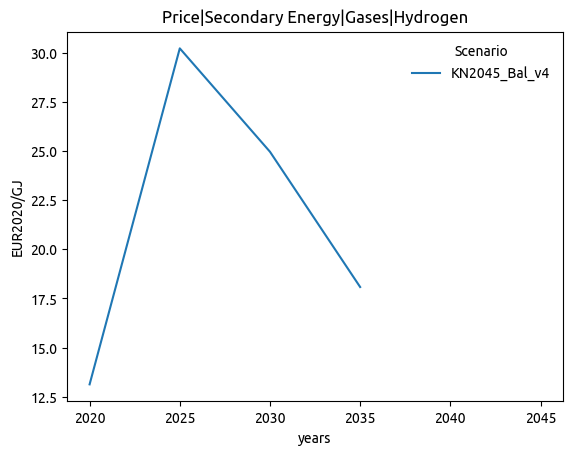 Price|Secondary Energy|Gases|Hydrogen
Scenario
KN2045_Bal_v4
EUR2020/GJ
30.0
27.5
25.0
22.5
20.0
17.5
15.0
12.5
2020 2025 2030 2035 2040 2045
years